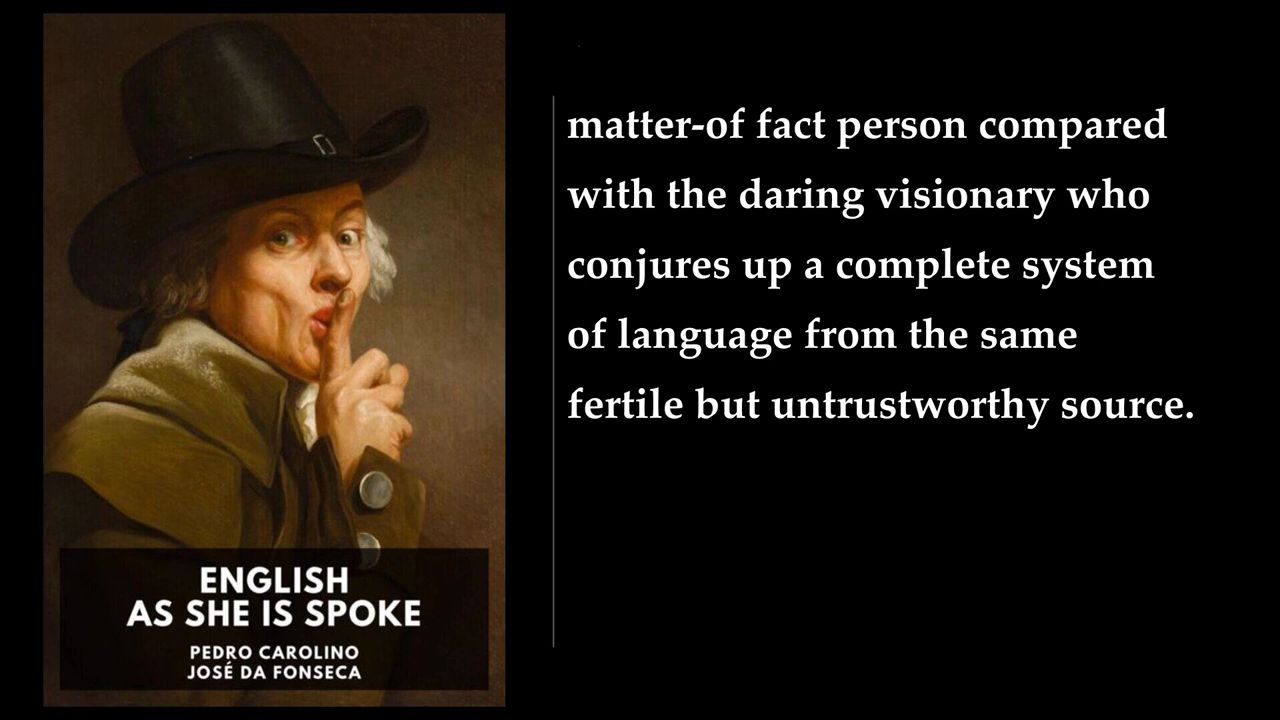 ENGLISH
AS SHE IS SPOKE
PEDRO CAROLINO
JOSÉ DA FONSECA
matter-of fact person compared
with the daring visionary who
conjures up a complete system
of language from the same
fertile but untrustworthy source.